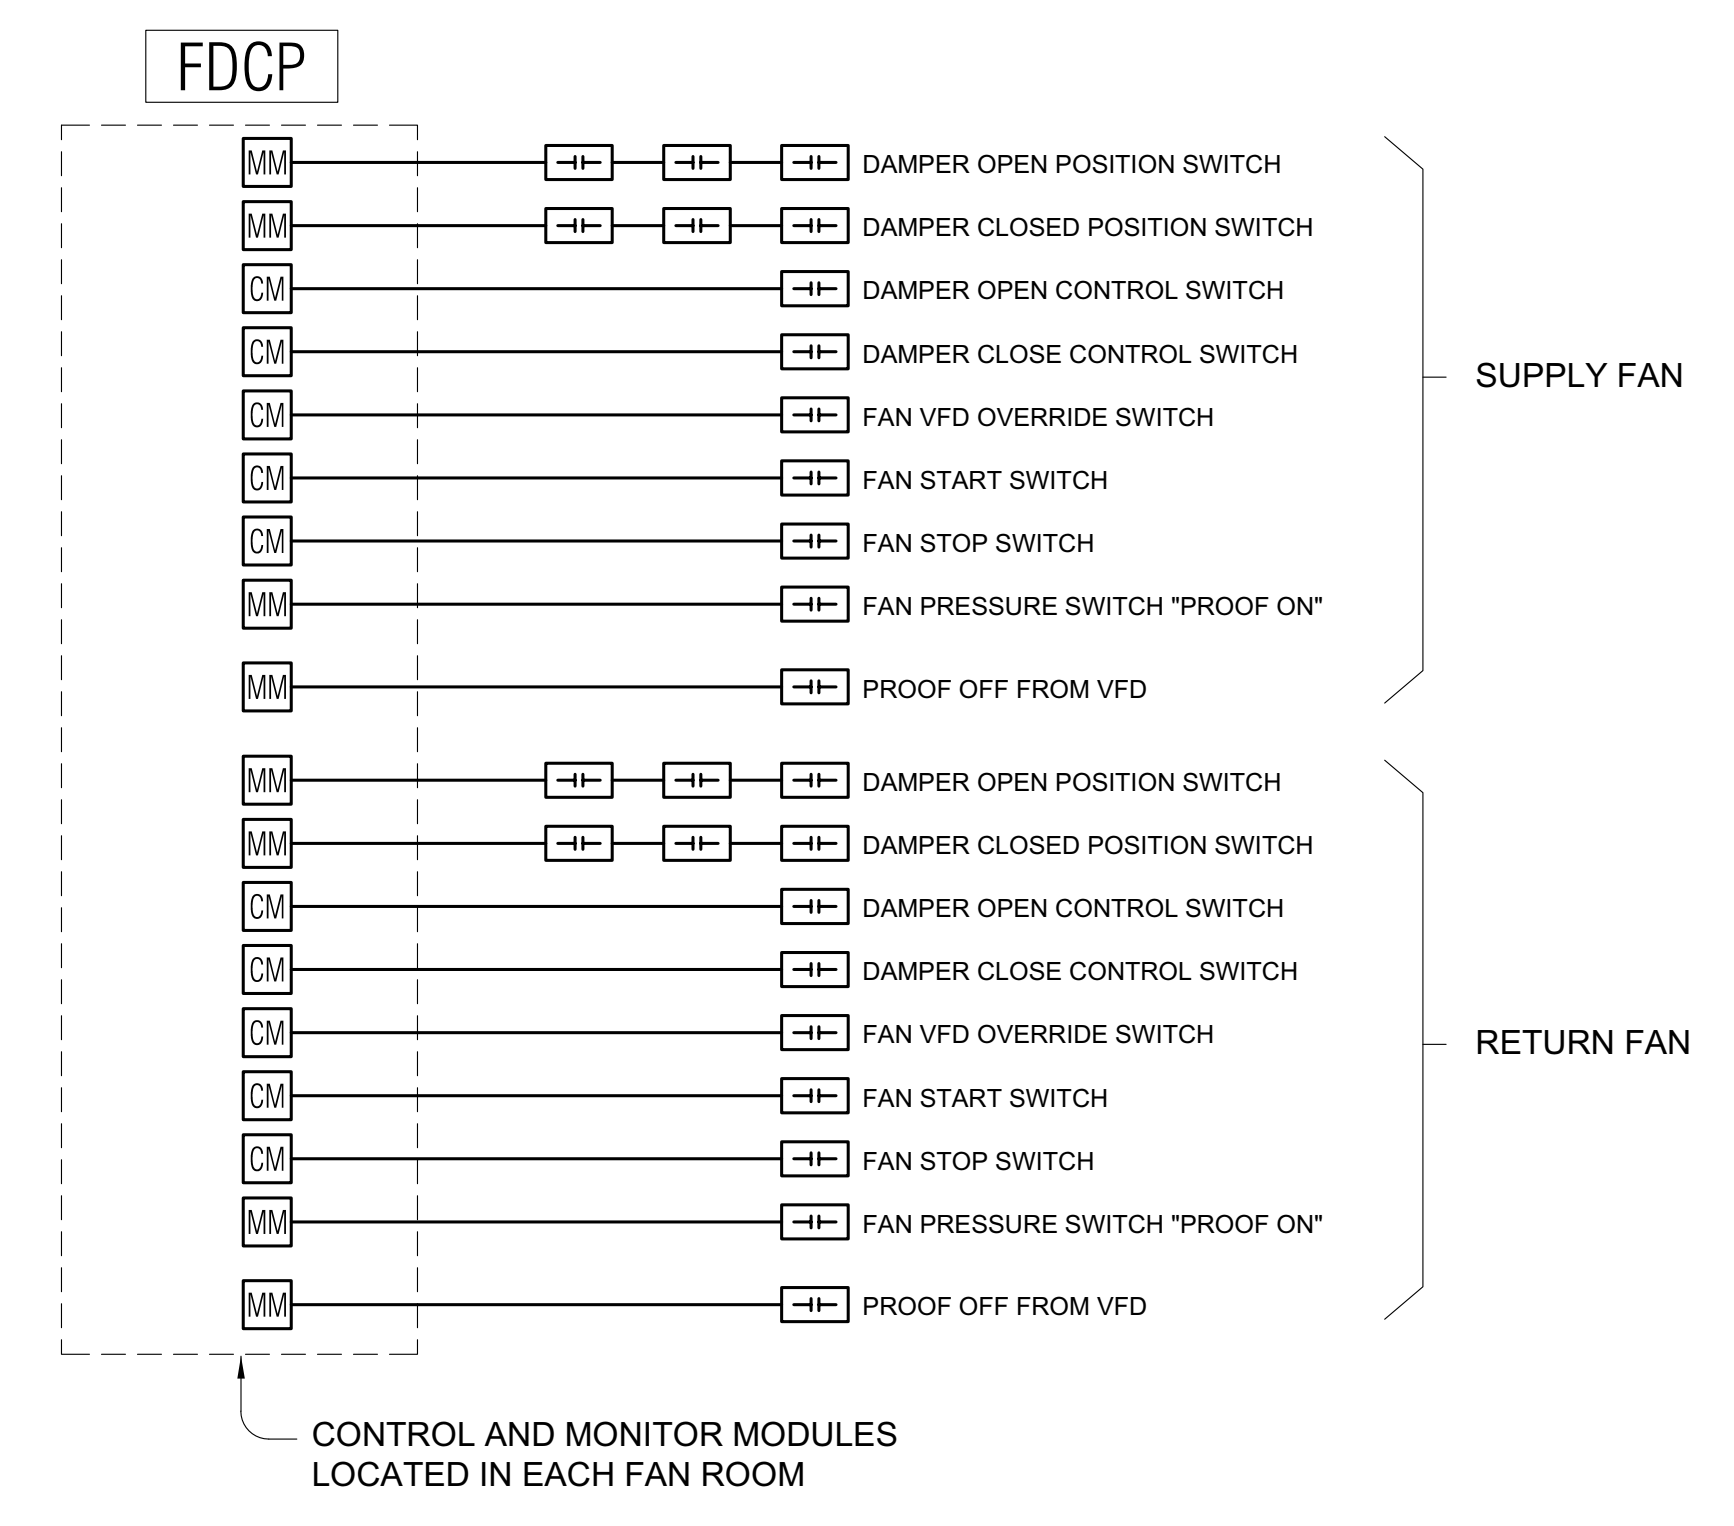 FDCP
MM DAMPER OPEN POSITION SWITCH
MM DAMPER CLOSED POSITION SWITCH
CM DAMPER OPEN CONTROL SWITCH
CM DAMPER CLOSE CONTROL SWITCH
SUPPLY FAN
CM FAN VFD OVERRIDE SWITCH
CM FAN START SWITCH
CM FAN STOP SWITCH
MM FAN PRESSURE SWITCH "PROOF ON"
MM PROOF OFF FROM VFD
MM DAMPER OPEN POSITION SWITCH
MM DAMPER CLOSED POSITION SWITCH
CM DAMPER OPEN CONTROL SWITCH
CM DAMPER CLOSE CONTROL SWITCH
CM FAN VFD OVERRIDE SWITCH
RETURN FAN
CM FAN START SWITCH
CM FAN STOP SWITCH
MM FAN PRESSURE SWITCH "PROOF ON"
MM PROOF OFF FROM VFD
CONTROL AND MONITOR MODULES
LOCATED IN EACH FAN ROOM